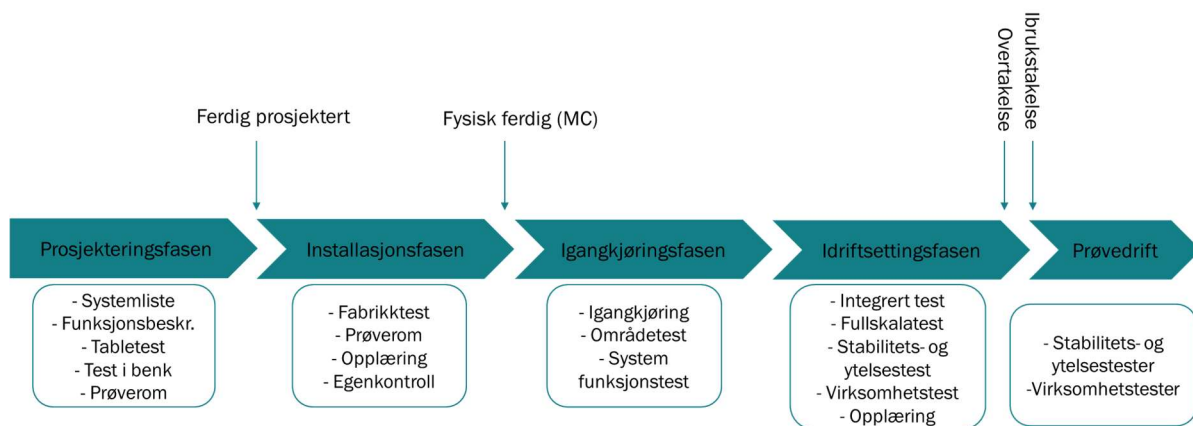 Overtakelse
Ibrukstakelse
Ferdig prosjektert
Fysisk ferdig (MC)
Prosjekteringsfasen
Installasjonsfasen
Igangkjøringsfasen
Idriftsettingsfasen
Prøvedrift
- Systemliste
- Funksjonsbeskr.
- Tabletest
- Test i benk
- Prøverom
- Fabrikktest
- Prøverom
- Opplæring
- Egenkontroll
- Igangkjøring
- Områdetest
- System
funksjonstest
- Integrert test
- Fullskalatest
- Stabilitets- og
ytelsestest
- Virksomhetstest
- Opplæring
- Stabilitets- og
ytelsestester
-Virksomhetstester